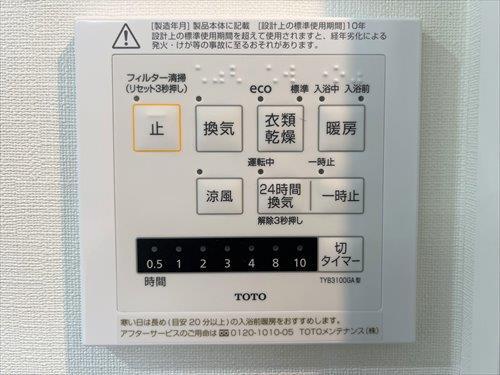 [製造年月] 製品本体に記載 [設計上の標準使用期間] 10年
設計上の標準使用期間を超えて使用されますと、経年劣化による
発火・けが等の事故に至るおそれがあります。
フィルター清掃
(リセット3秒押し)
eco 標準 入浴中 入浴前
止 換気 衣類乾燥 暖房
運転中 一時止
涼風 24時間換気 一時止
解除3秒押し
0.5 1 2 3 4 8 10 切タイマー
時間 TYB3100GA型
TOTO
寒い日は長め (目安 20分以上) の入浴前暖房をおすすめします。
アフターサービスのご用命は 0120-1010-05 TOTOメンテナンス(株)